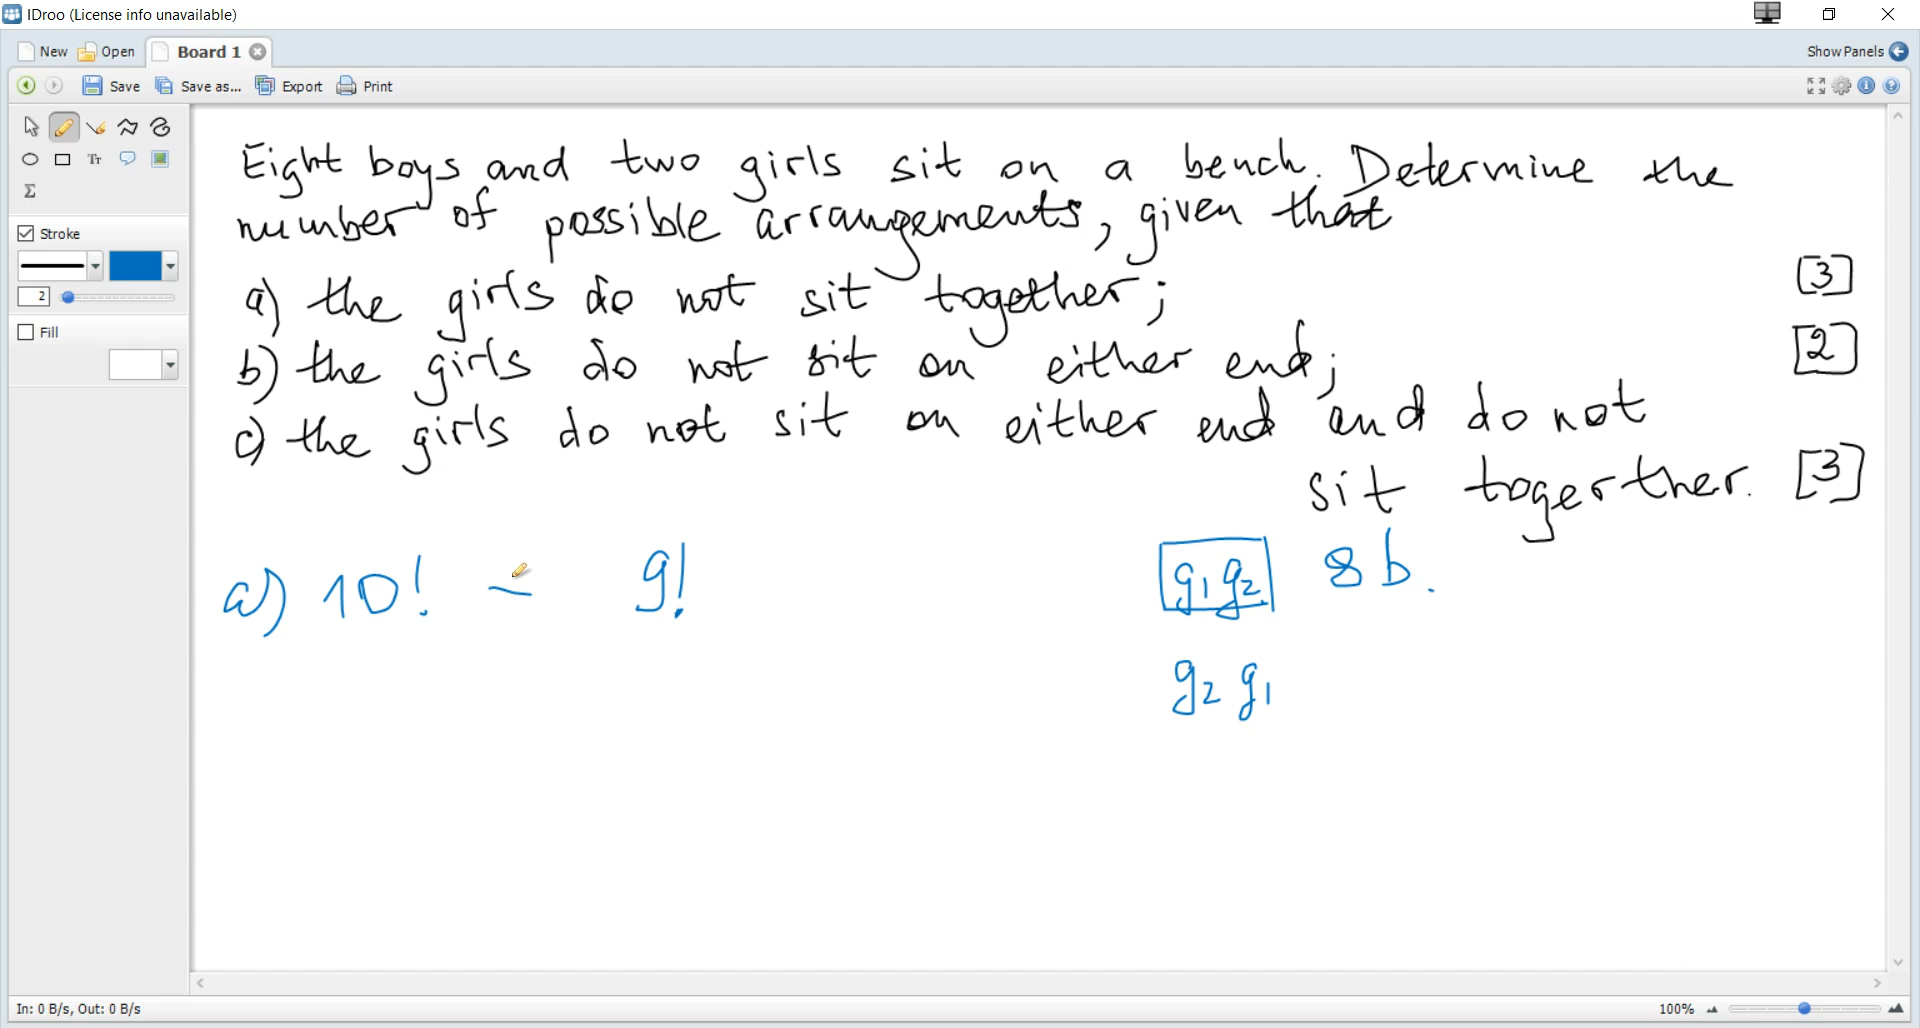 IDroo (License info unavailable)
New Open Board 1 Show Panels
Save Save as... Export Print
Tt
Σ
Stroke
2
Fill
Eight boys and two girls sit on a bench. Determine the
number of possible arrangements, given that
a) the girls do not sit together; [3]
b) the girls do not sit on either end; [2]
c) the girls do not sit on either end and do not
sit togerther. [3]
a) 10! - 9! g1 g2 8 b.
g2 g1
In: 0 B/s, Out: 0 B/s 100%